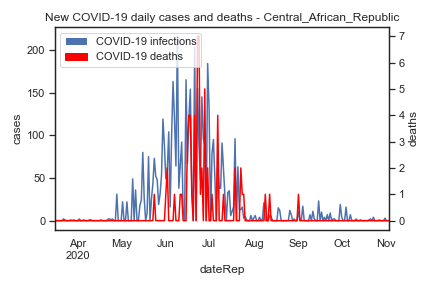 New COVID-19 daily cases and deaths - Central_African_Republic
COVID-19 infections
COVID-19 deaths
200
150
100
50
0
cases
7
6
5
4
3
2
1
0
deaths
Apr May Jun Jul Aug Sep Oct Nov
2020
dateRep